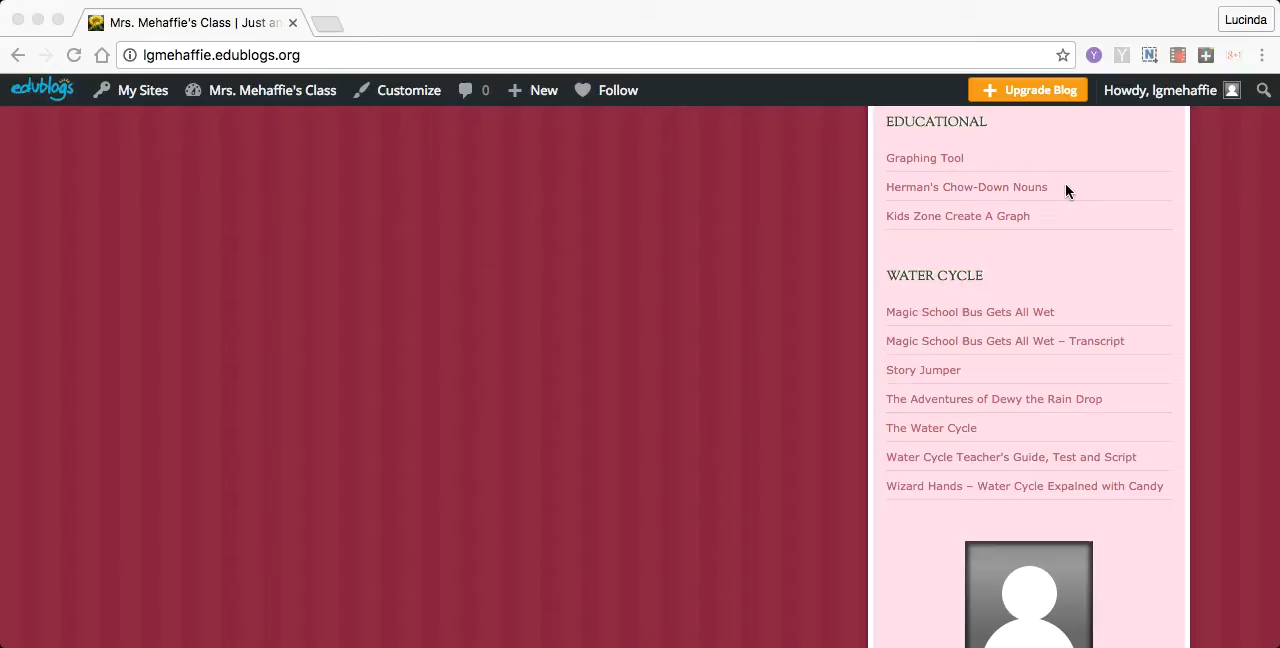 Mrs. Mehaffie's Class | Just an
Lucinda
lgmehaffie.edublogs.org
edublogs My Sites Mrs. Mehaffie's Class Customize 0 New Follow Upgrade Blog Howdy, lgmehaffie
EDUCATIONAL
Graphing Tool
Herman's Chow-Down Nouns
Kids Zone Create A Graph
WATER CYCLE
Magic School Bus Gets All Wet
Magic School Bus Gets All Wet – Transcript
Story Jumper
The Adventures of Dewy the Rain Drop
The Water Cycle
Water Cycle Teacher's Guide, Test and Script
Wizard Hands – Water Cycle Expalned with Candy